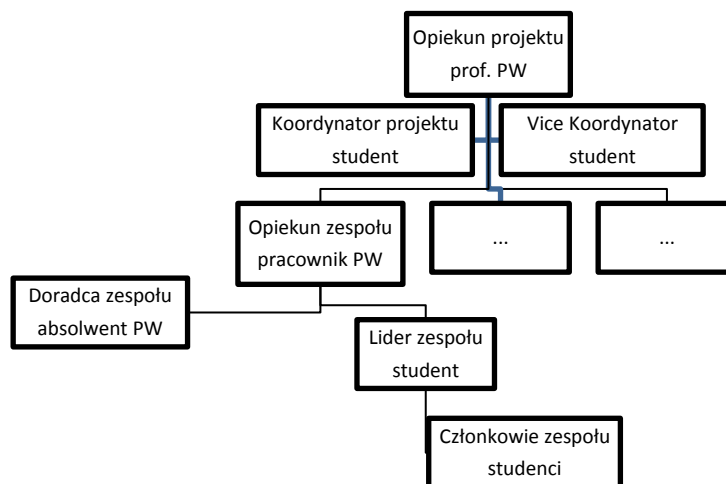 Opiekun projektu
prof. PW
Koordynator projektu
student
Vice Koordynator
student
Opiekun zespołu
pracownik PW
...
...
Doradca zespołu
absolwent PW
Lider zespołu
student
Członkowie zespołu
studenci